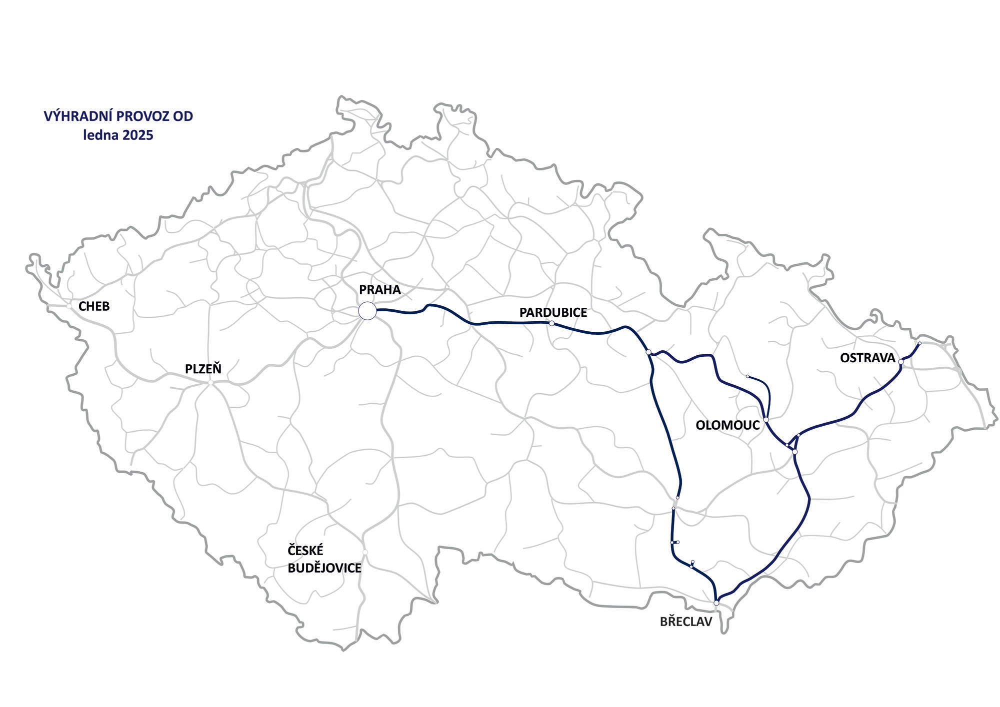 VÝHRADNÍ PROVOZ OD
ledna 2025
PRAHA
CHEB
PARDUBICE
OSTRAVA
PLZEŇ
OLOMOUC
ČESKÉ
BUDĚJOVICE
BŘECLAV